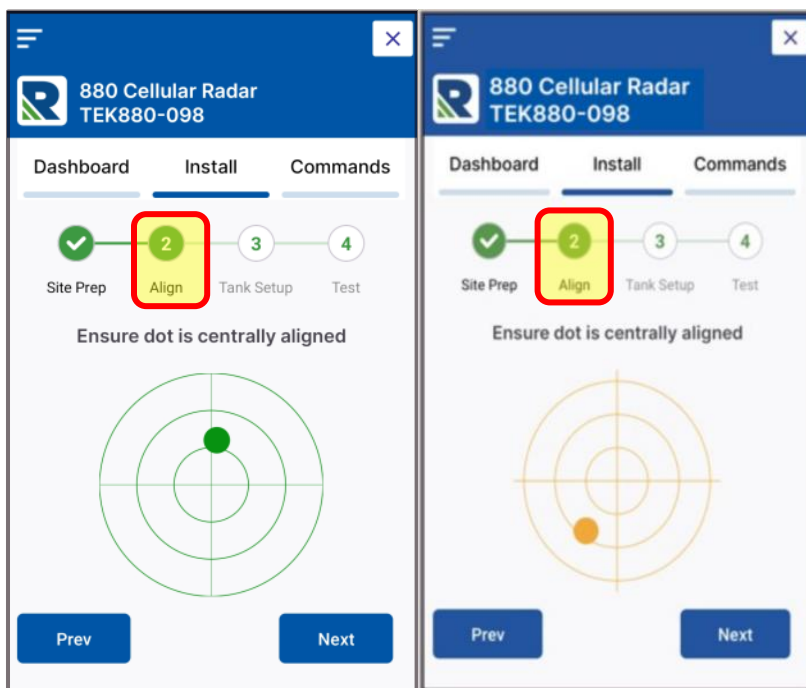 880 Cellular Radar
TEK880-098
Dashboard Install Commands
2 3 4
Site Prep Align Tank Setup Test
Ensure dot is centrally aligned
Prev Next
880 Cellular Radar
TEK880-098
Dashboard Install Commands
2 3 4
Site Prep Align Tank Setup Test
Ensure dot is centrally aligned
Prev Next